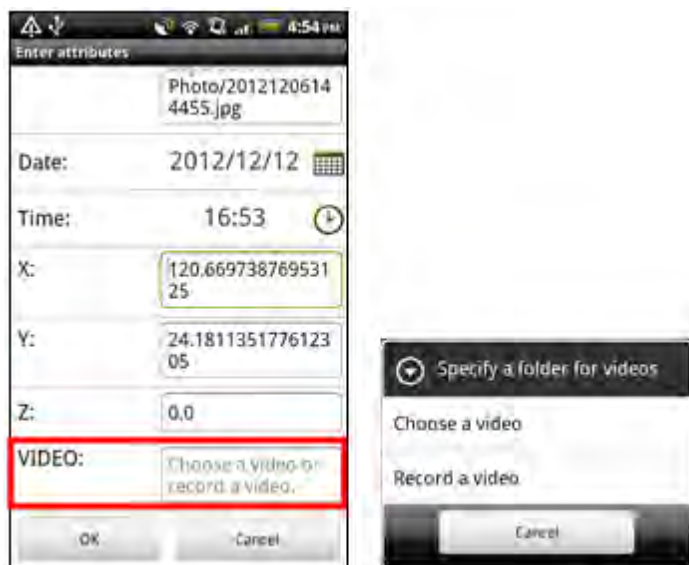 4:54 PM
Enter attributes
Photo/2012120614
4455.jpg
Date:
2012/12/12
Time:
16:53
X:
120.669738769531
25
Y:
24.1811351776123
05
Z:
0.0
VIDEO:
Choose a video or
record a video.
OK
Cancel
Specify a folder for videos
Choose a video
Record a video
Cancel